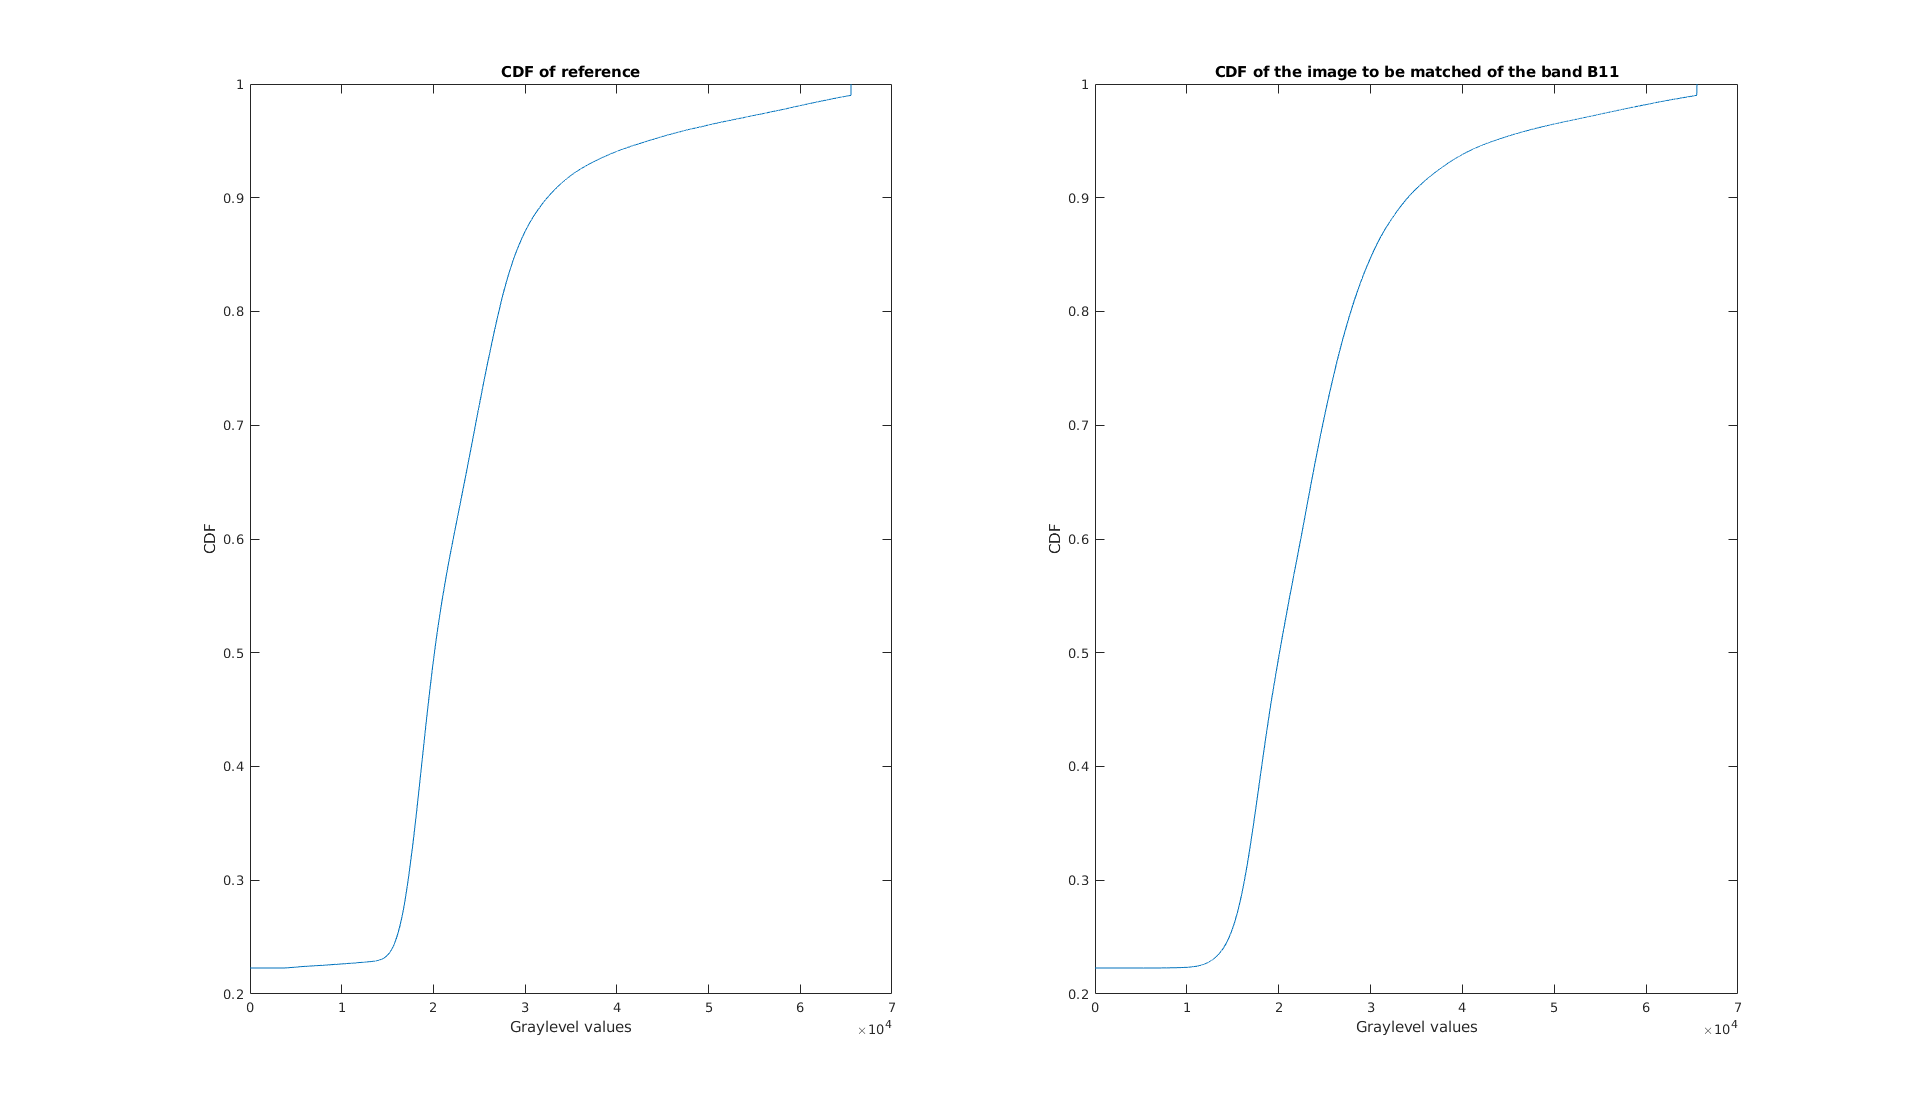 CDF of reference
1
0.9
0.8
0.7
0.6
0.5
0.4
0.3
0.2
CDF
0 1 2 3 4 5 6 7
Graylevel values
×10^4
CDF of the image to be matched of the band B11
1
0.9
0.8
0.7
0.6
0.5
0.4
0.3
0.2
CDF
0 1 2 3 4 5 6 7
Graylevel values
×10^4